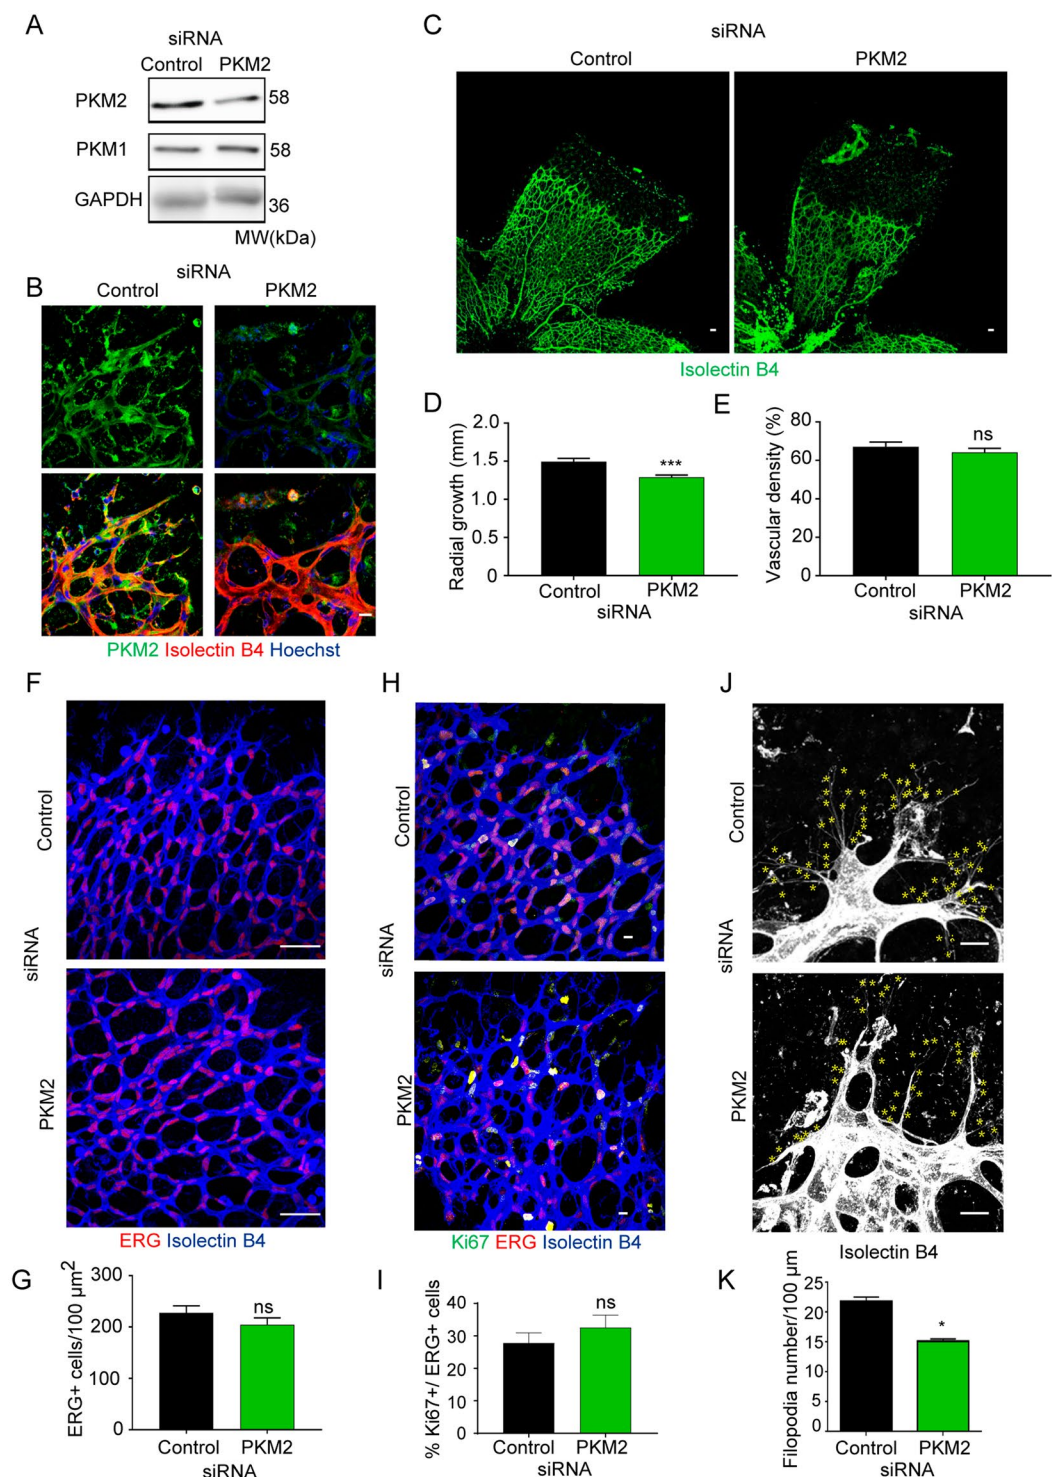 A
siRNA
Control PKM2
PKM2
58
PKM1
58
GAPDH
36
MW(kDa)
B
siRNA
Control
PKM2
PKM2 Isolectin B4 Hoechst
C
siRNA
Control
PKM2
Isolectin B4
D
Radial growth (mm)
2.0
1.5
1.0
0.5
0
***
Control
PKM2
siRNA
E
Vascular density (%)
80
60
40
20
0
ns
Control
PKM2
siRNA
F
Control
siRNA
PKM2
ERG Isolectin B4
H
Control
siRNA
PKM2
Ki67 ERG Isolectin B4
J
Control
siRNA
PKM2
Isolectin B4
G
ERG+ cells/100 µm2
300
200
100
0
ns
Control
PKM2
siRNA
I
% Ki67+/ ERG+ cells
40
30
20
10
0
ns
Control
PKM2
siRNA
K
Filopodia number/100 µm
25
20
15
10
5
0
*
Control
PKM2
siRNA